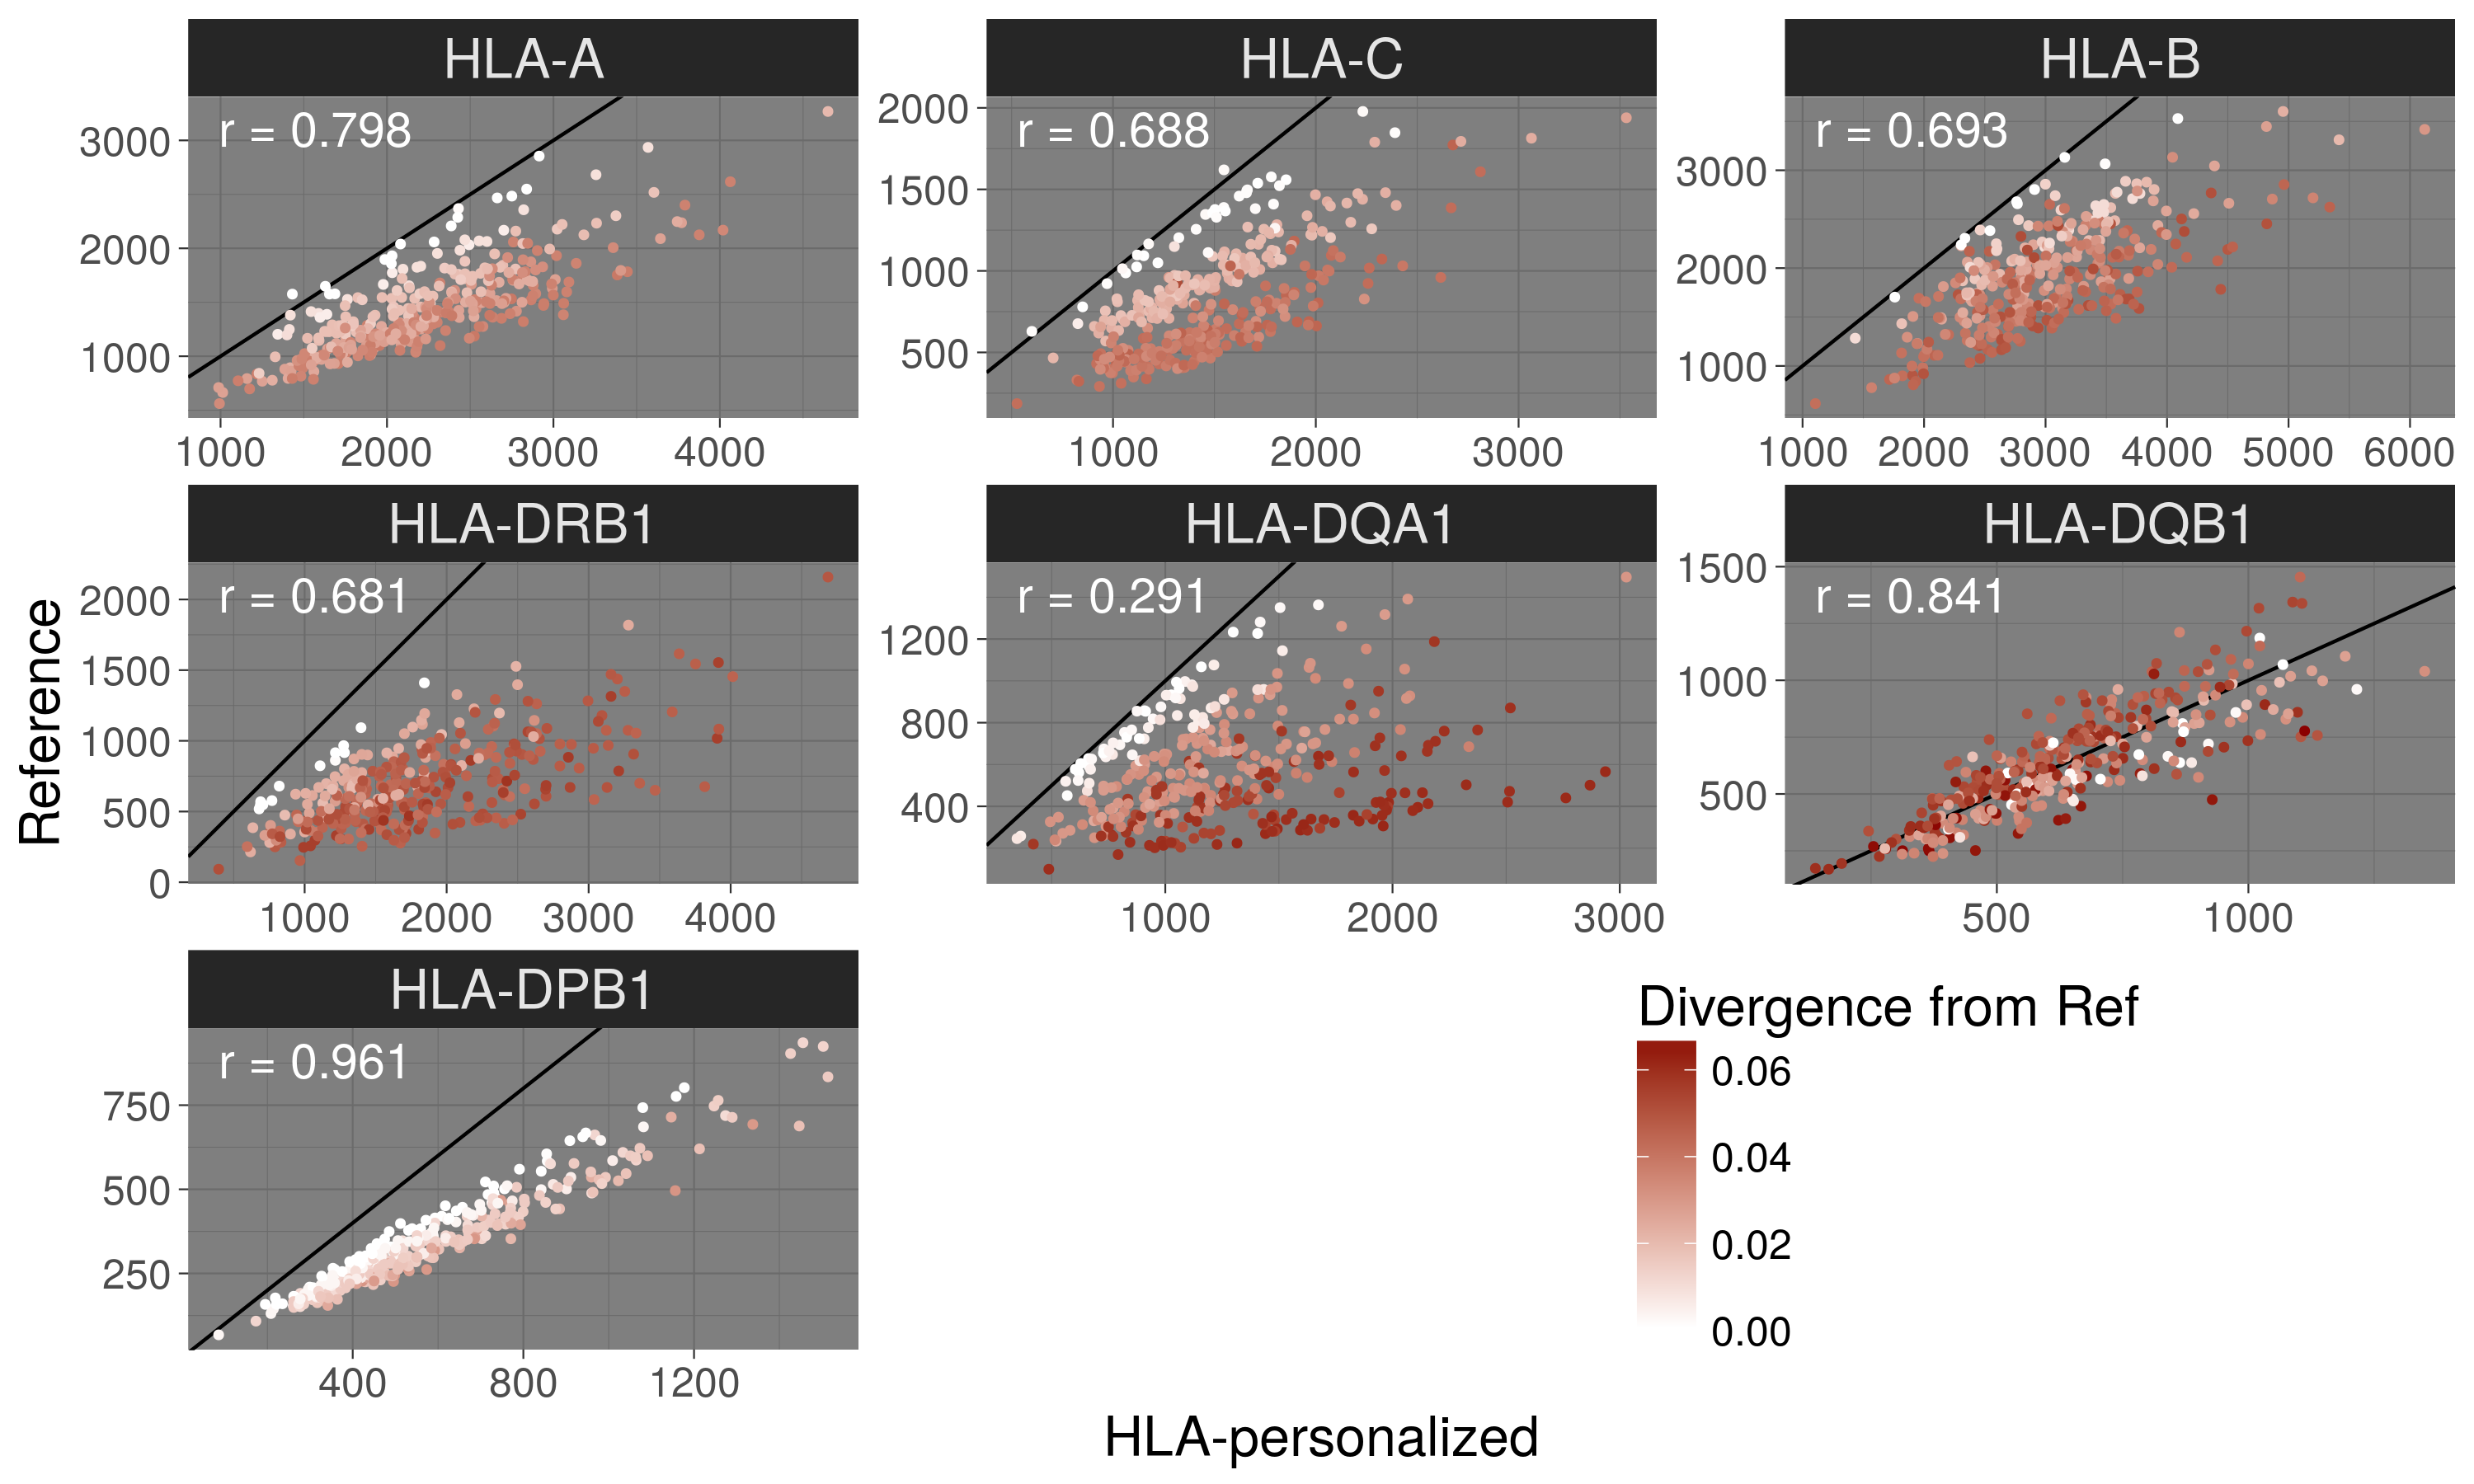 HLA-A
HLA-C
HLA-B
r = 0.798
r = 0.688
r = 0.693
3000
2000
1000
2000
1500
1000
500
3000
2000
1000
1000 2000 3000 4000
1000 2000 3000
1000 2000 3000 4000 5000 6000
HLA-DRB1
HLA-DQA1
HLA-DQB1
r = 0.681
r = 0.291
r = 0.841
2000
1500
1000
500
0
1200
800
400
1500
1000
500
1000 2000 3000 4000
1000 2000 3000
500 1000
Reference
HLA-DPB1
r = 0.961
750
500
250
400 800 1200
Divergence from Ref
0.06
0.04
0.02
0.00
HLA-personalized